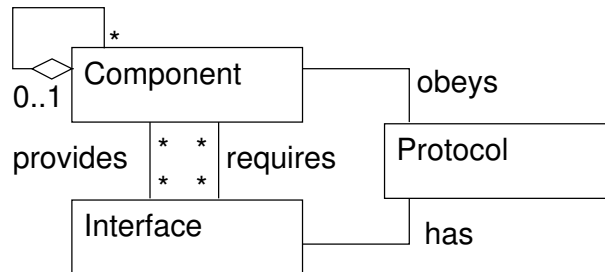 *
Component
0..1
obeys
provides
* *
requires
Protocol
* *
Interface
has